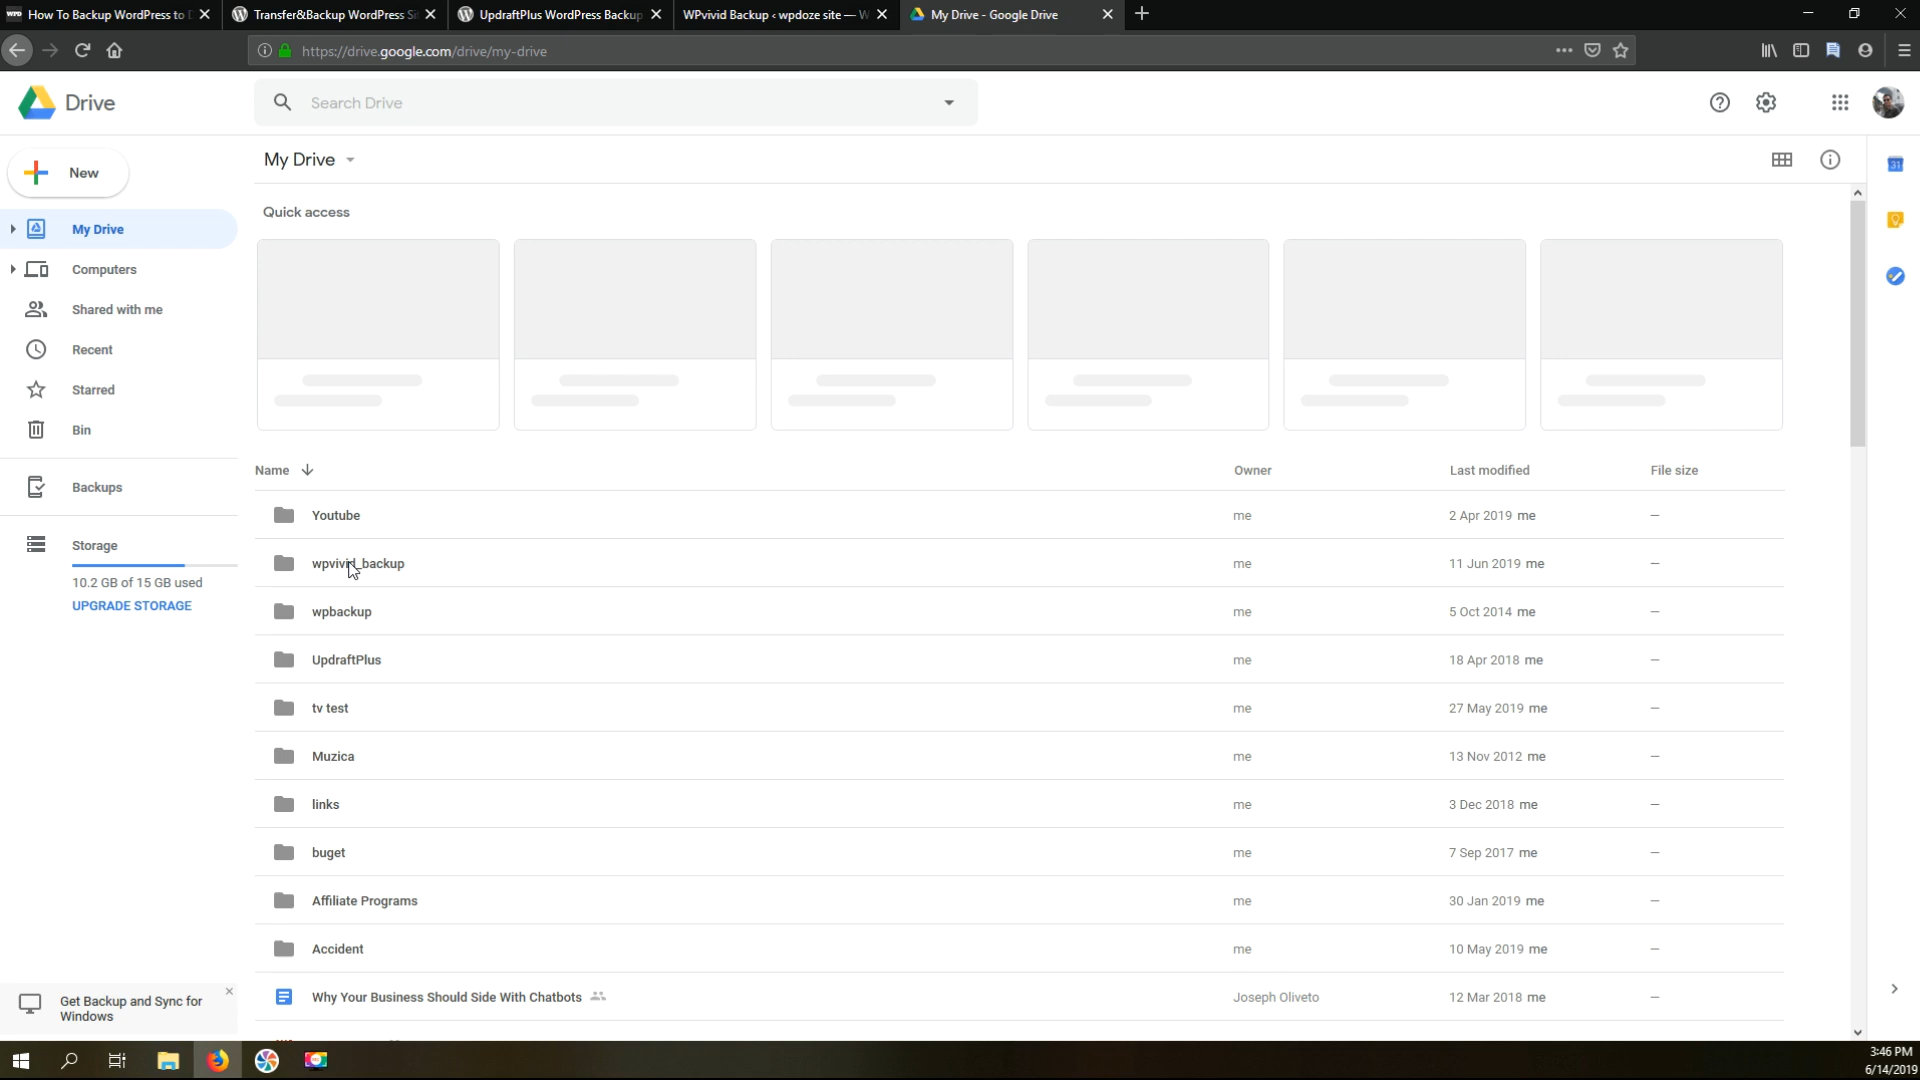 WPD How To Backup WordPress to D
Transfer&Backup WordPress Si
UpdraftPlus WordPress Backup
WPvivid Backup ‹ wpdoze site — W
My Drive - Google Drive
https://drive.google.com/drive/my-drive
Drive
Search Drive
New
My Drive
Quick access
My Drive
Computers
Shared with me
Recent
Starred
Bin
Backups
Storage
10.2 GB of 15 GB used
UPGRADE STORAGE
Get Backup and Sync for
Windows
Name Owner Last modified File size
Youtube me 2 Apr 2019 me –
wpvivid_backup me 11 Jun 2019 me –
wpbackup me 5 Oct 2014 me –
UpdraftPlus me 18 Apr 2018 me –
tv test me 27 May 2019 me –
Muzica me 13 Nov 2012 me –
links me 3 Dec 2018 me –
buget me 7 Sep 2017 me –
Affiliate Programs me 30 Jan 2019 me –
Accident me 10 May 2019 me –
Why Your Business Should Side With Chatbots Joseph Oliveto 12 Mar 2018 me –
31
3:46 PM
6/14/2019